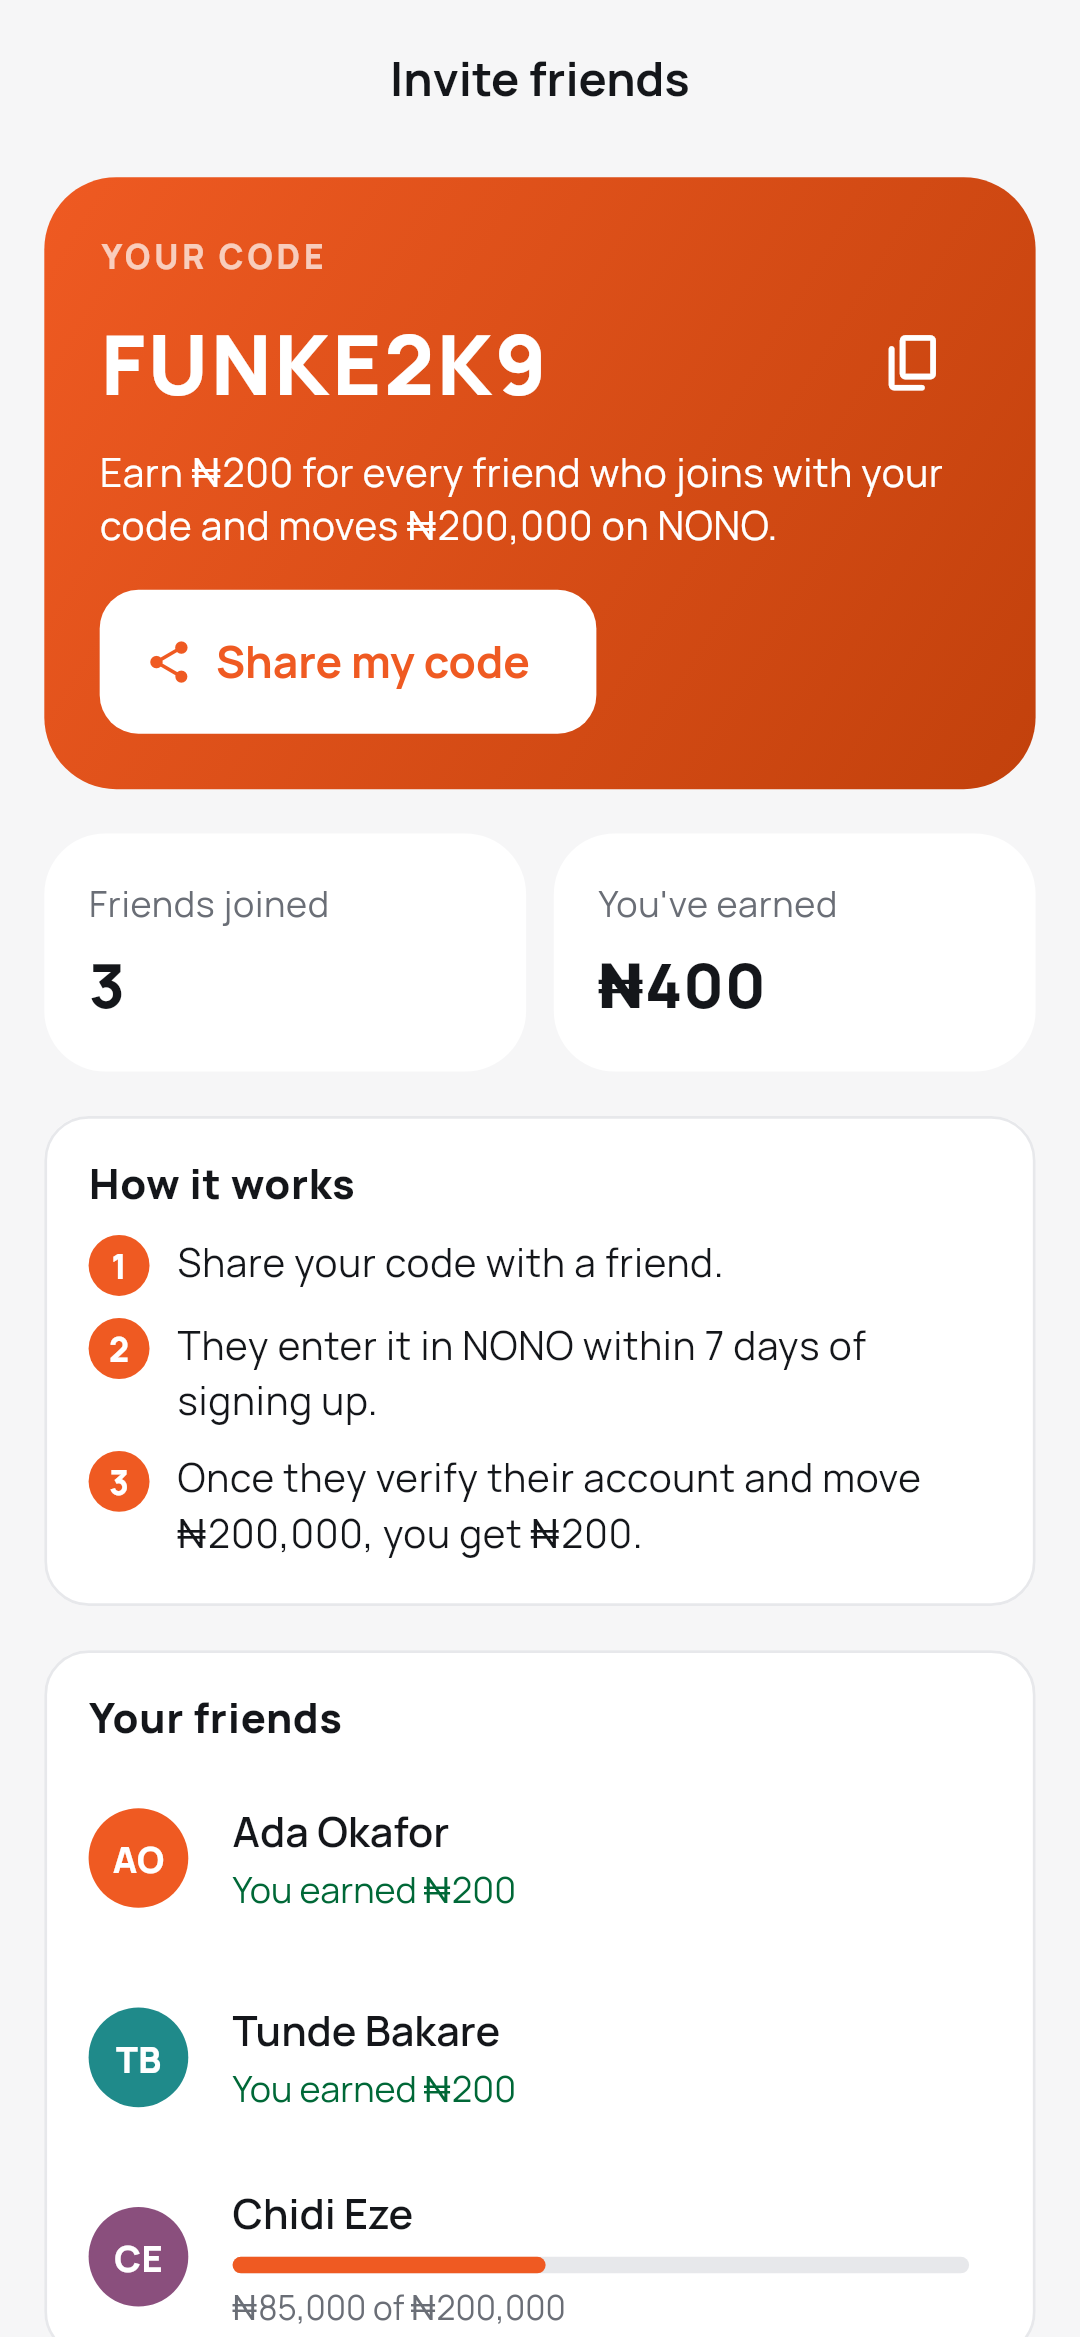 Invite friends
YOUR CODE
FUNKE2K9
Earn ₦200 for every friend who joins with your
code and moves ₦200,000 on NONO.
Share my code
Friends joined
3
You've earned
₦400
How it works
1 Share your code with a friend.
2 They enter it in NONO within 7 days of
signing up.
3 Once they verify their account and move
₦200,000, you get ₦200.
Your friends
AO
Ada Okafor
You earned ₦200
TB
Tunde Bakare
You earned ₦200
CE
Chidi Eze
₦85,000 of ₦200,000